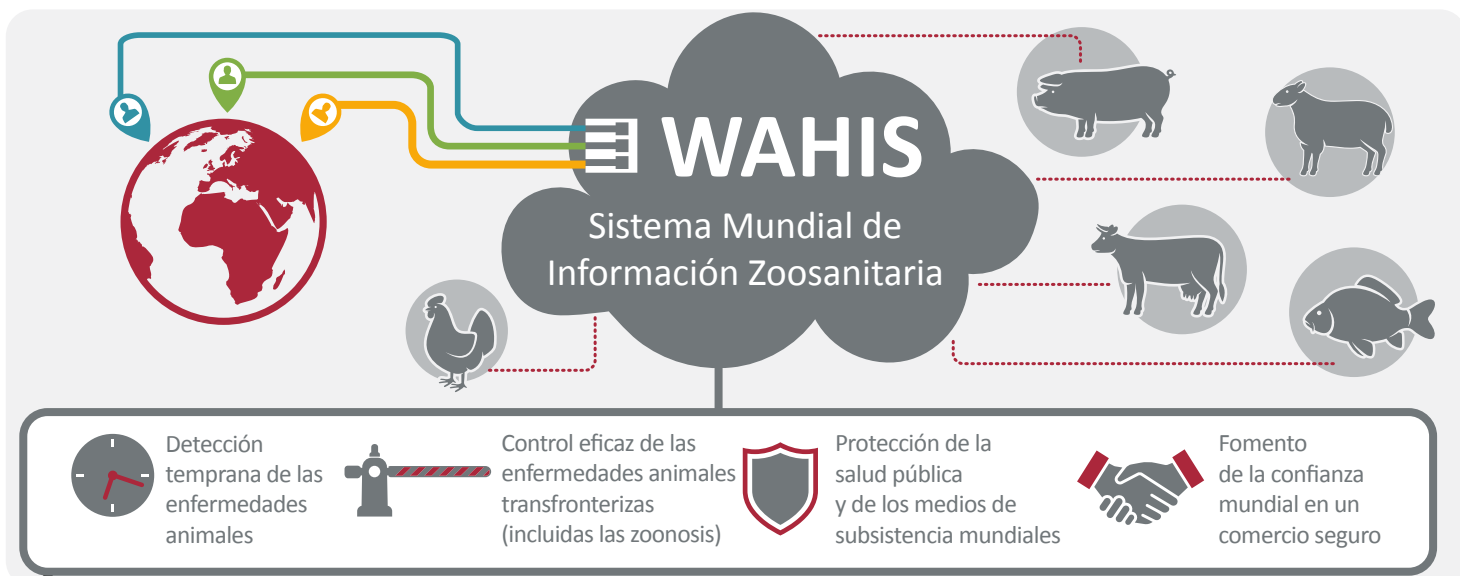 WAHIS
Sistema Mundial de
Información Zoosanitaria
Detección
temprana de las
enfermedades
animales
Control eficaz de las
enfermedades animales
transfronterizas
(incluidas las zoonosis)
Protección de la
salud pública
y de los medios de
subsistencia mundiales
Fomento
de la confianza
mundial en un
comercio seguro